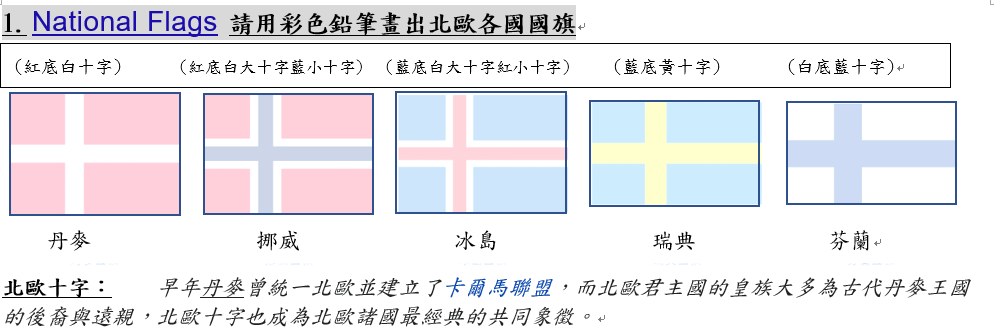 1. National Flags 請用彩色鉛筆畫出北歐各國國旗
(紅底白十字) (紅底白大十字藍小十字) (藍底白大十字紅小十字) (藍底黃十字) (白底藍十字)
丹麥 挪威 冰島 瑞典 芬蘭
北歐十字： 早年丹麥曾統一北歐並建立了卡爾馬聯盟，而北歐君主國的皇族大多為古代丹麥王國
的後裔與遠親，北歐十字也成為北歐諸國最經典的共同象徵。